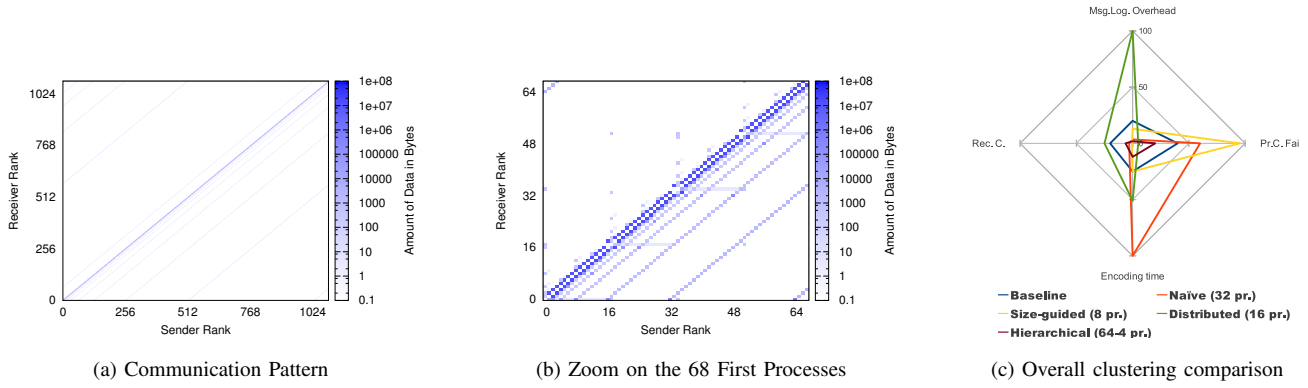 1024
768
512
256
0
Receiver Rank
0
256
512
768
1024
Sender Rank
1e+08
1e+07
1e+06
100000
10000
1000
100
10
1
0.1
Amount of Data in Bytes
(a) Communication Pattern
64
48
32
16
0
Receiver Rank
0
16
32
48
64
Sender Rank
1e+08
1e+07
1e+06
100000
10000
1000
100
10
1
0.1
Amount of Data in Bytes
(b) Zoom on the 68 First Processes
Msg.Log. Overhead
100
50
Rec. C.
Pr.C. Fai
Encoding time
Baseline
Naïve (32 pr.)
Size-guided (8 pr.)
Distributed (16 pr.)
Hierarchical (64-4 pr.)
(c) Overall clustering comparison